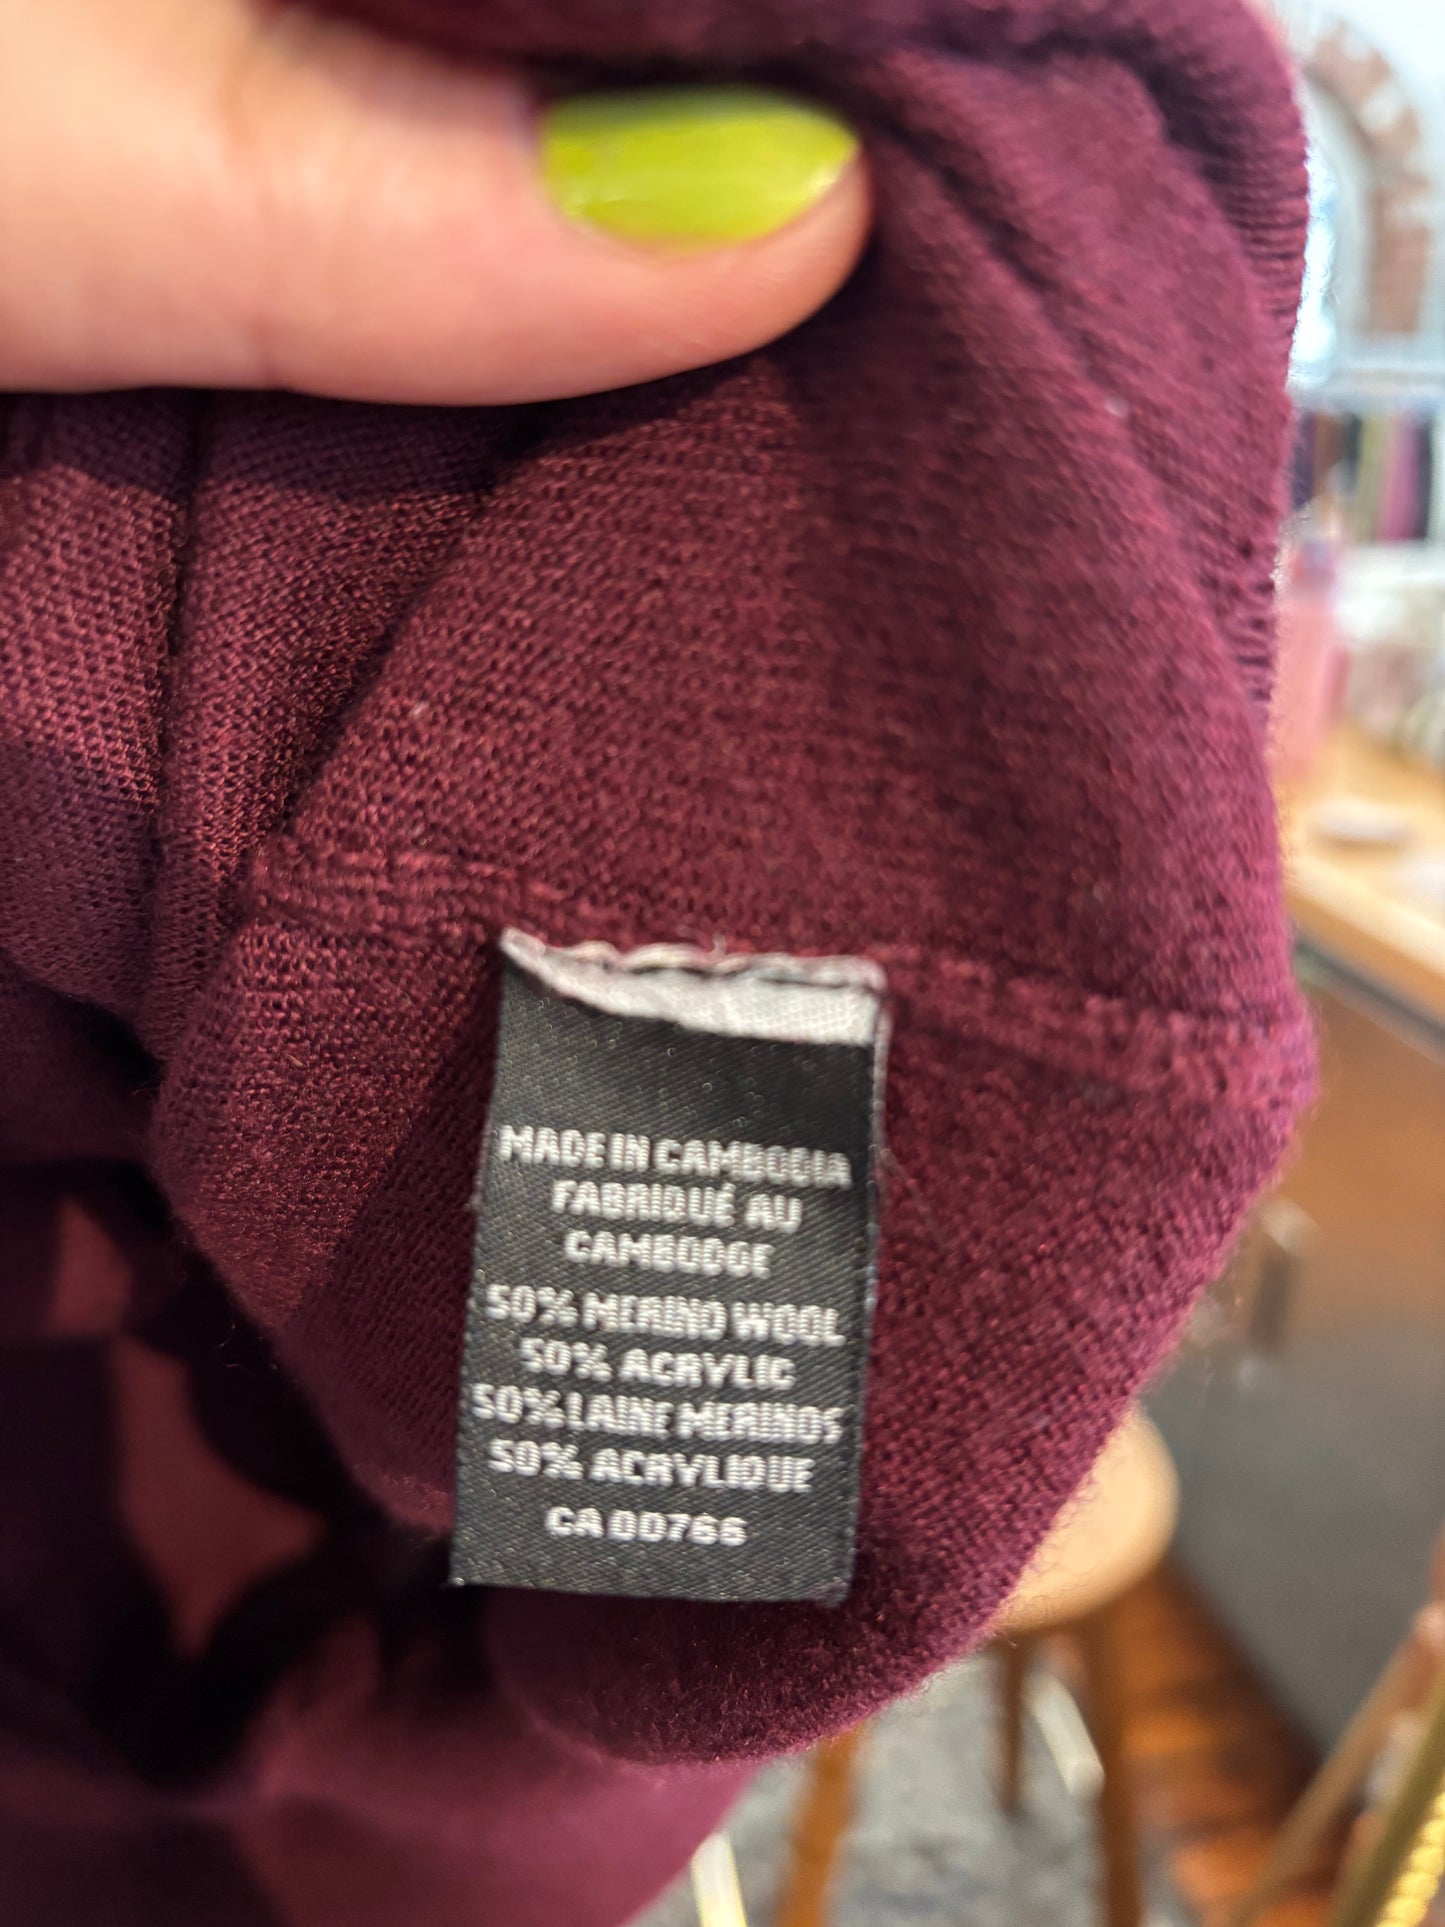 MADE IN CAMBODIA
FABRIQUÉ AU
CAMBODGE
50% MERINO WOOL
50% ACRYLIC
50% LAINE MERINOS
50% ACRYLIQUE
CA 00766